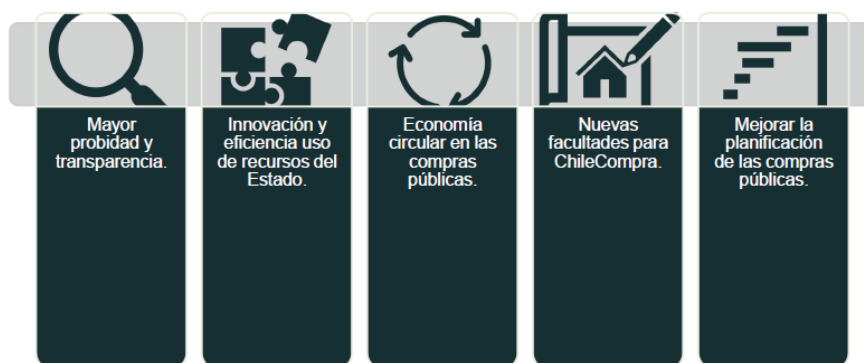 Mayor
probidad y
transparencia.
Innovación y
eficiencia uso
de recursos del
Estado.
Economía
circular en las
compras
públicas.
Nuevas
facultades para
ChileCompra.
Mejorar la
planificación
de las compras
públicas.